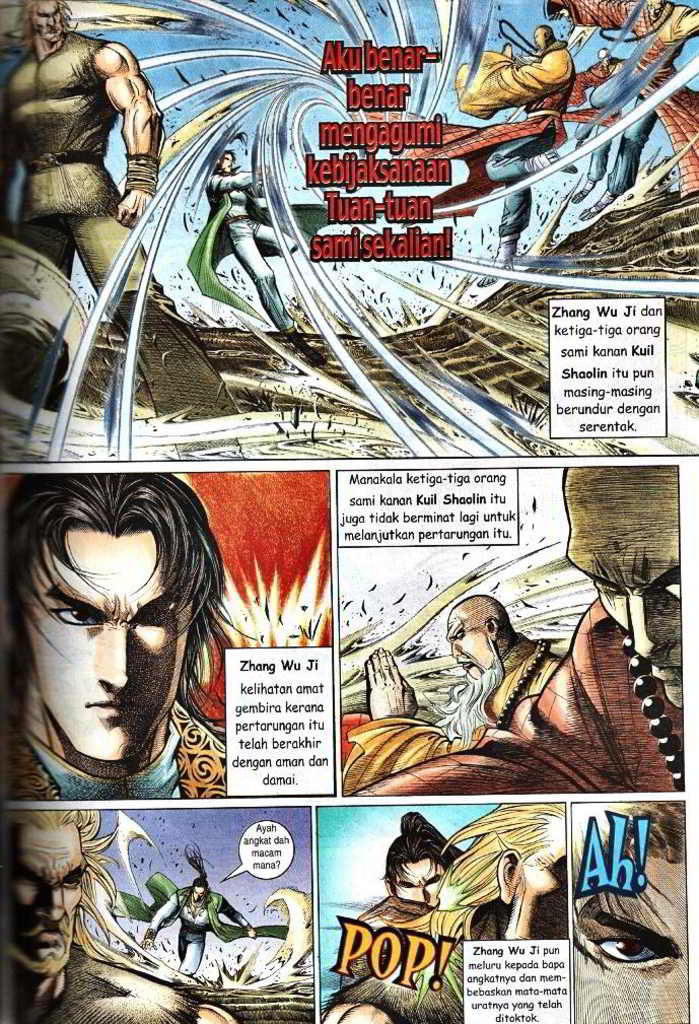 Aku benar-
benar
mengagumi
kebijaksanaan
Tuan-tuan
sami sekalian!
Zhang Wu Ji dan
ketiga-tiga orang
sami kanan Kuil
Shaolin itu pun
masing-masing
berundur dengan
serentak.
Zhang Wu Ji
kelihatan amat
gembira kerana
pertarungan itu
telah berakhir
dengan aman dan
damai.
Manakala ketiga-tiga orang
sami kanan Kuil Shaolin itu
juga tidak berminat lagi untuk
melanjutkan pertarungan itu.
Ayah
angkat dah
macam
mana?
POP!
Zhang Wu Ji pun
meluru kepada bapa
angkatnya dan mem-
bebaskan mata-mata
uratnya yang telah
ditotok.
Ah!